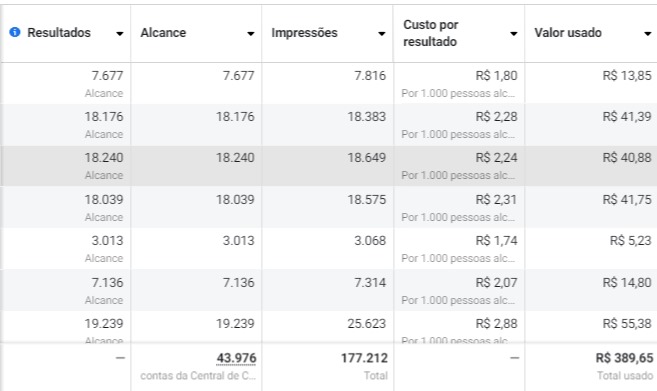 Resultados Alcance Impressões Custo por resultado Valor usado
7.677 7.677 7.816 R$ 1,80 R$ 13,85
Alcance Por 1.000 pessoas alc...
18.176 18.176 18.383 R$ 2,28 R$ 41,39
Alcance Por 1.000 pessoas alc...
18.240 18.240 18.649 R$ 2,24 R$ 40,88
Alcance Por 1.000 pessoas alc...
18.039 18.039 18.575 R$ 2,31 R$ 41,75
Alcance Por 1.000 pessoas alc...
3.013 3.013 3.068 R$ 1,74 R$ 5,23
Alcance Por 1.000 pessoas alc...
7.136 7.136 7.314 R$ 2,07 R$ 14,80
Alcance Por 1.000 pessoas alc...
19.239 19.239 25.623 R$ 2,88 R$ 55,38
Alcance Por 1.000 pessoas alc...
— 43.976 177.212 — R$ 389,65
contas da Central de C... Total Total usado